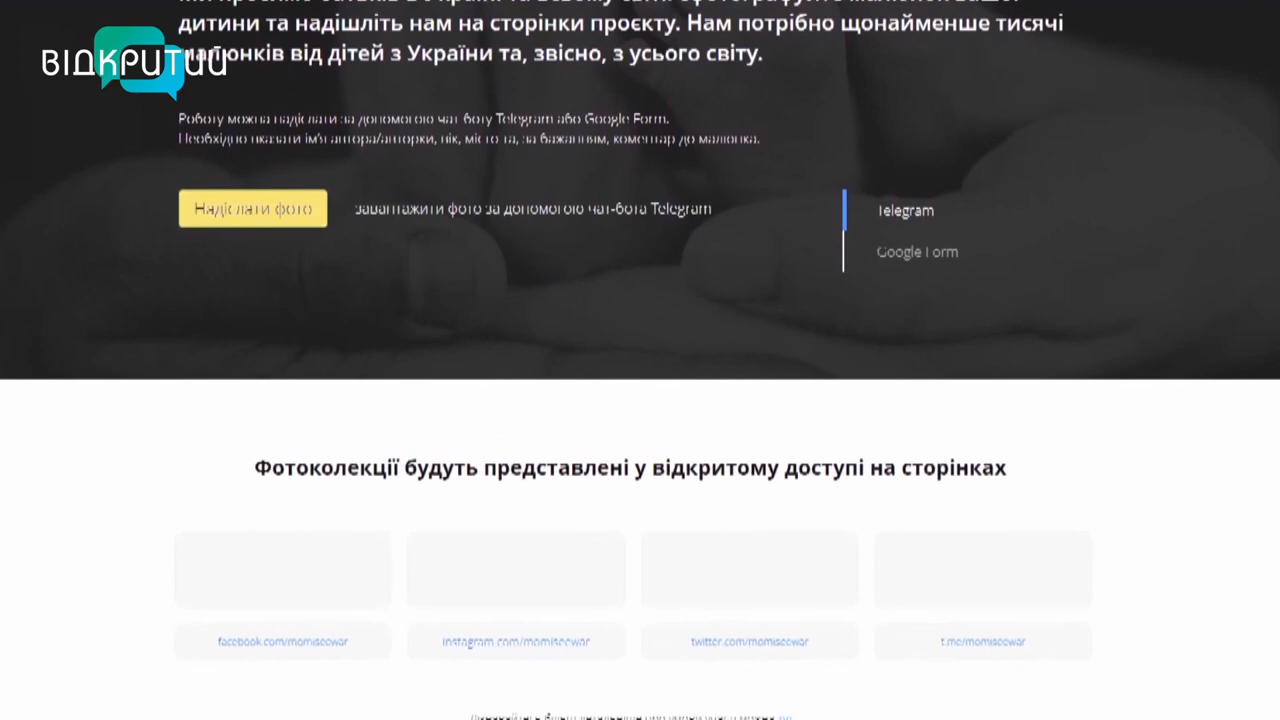 дитини та надішліть нам на сторінки проєкту. Нам потрібно щонайменше тисячі
ВІДКРИТИЙ
малюнків від дітей з України та, звісно, з усього світу.
Роботу можна надіслати за допомогою чат боту Telegram або Google Form.
Необхідно вказати ім'я автора/авторки, вік, місто та, за бажанням, коментар до малюнка.
Надіслати фото
завантажити фото за допомогою чат-бота Telegram
Telegram
Google Form
Фотоколекції будуть представлені у відкритому доступі на сторінках
facebook.com/momiseewar
instagram.com/momiseewar
twitter.com/momiseewar
t.me/momiseewar